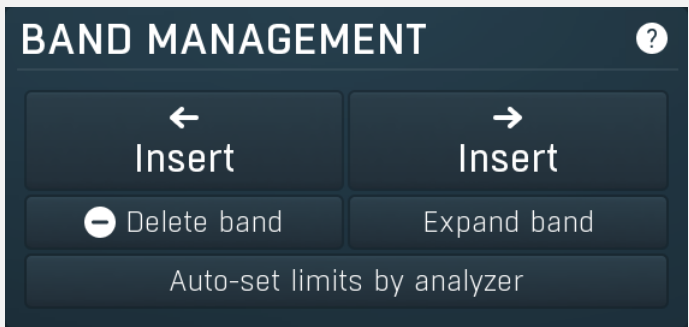 BAND MANAGEMENT ?
← →
Insert Insert
Delete band Expand band
Auto-set limits by analyzer